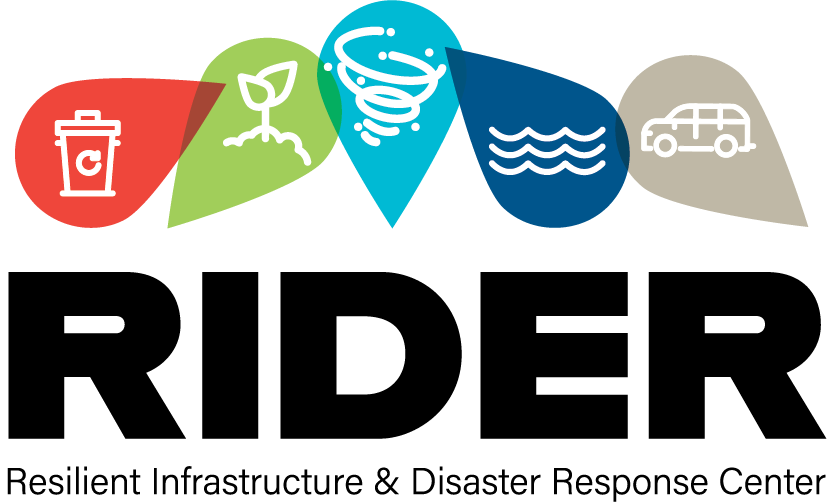 RIDER
Resilient Infrastructure & Disaster Response Center